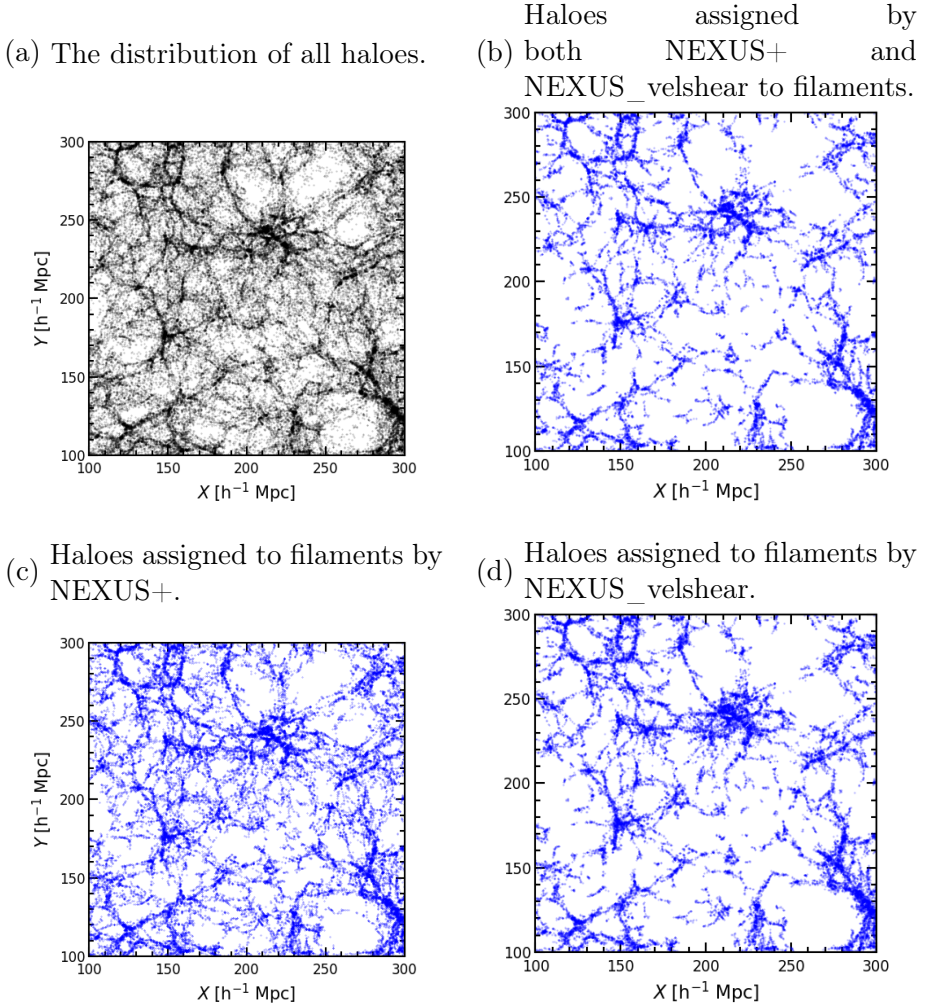 (a) The distribution of all haloes.
Haloes assigned by
(b) both NEXUS+ and
NEXUS_velshear to filaments.
300
250
200
150
100
Y [h⁻¹ Mpc]
100 150 200 250 300
X [h⁻¹ Mpc]
300
250
200
150
100
100 150 200 250 300
X [h⁻¹ Mpc]
(c) Haloes assigned to filaments by
NEXUS+.
(d) Haloes assigned to filaments by
NEXUS_velshear.
300
250
200
150
100
Y [h⁻¹ Mpc]
100 150 200 250 300
X [h⁻¹ Mpc]
300
250
200
150
100
100 150 200 250 300
X [h⁻¹ Mpc]